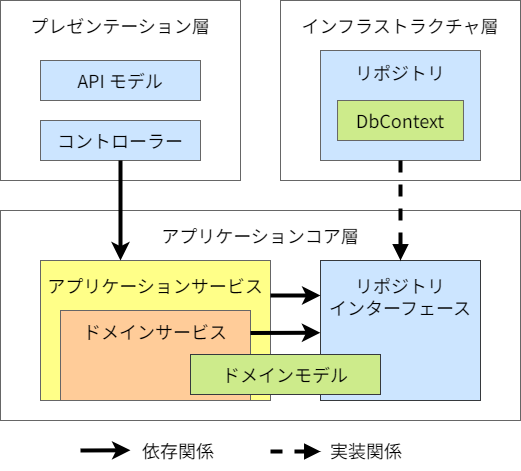 プレゼンテーション層
API モデル
コントローラー
インフラストラクチャ層
リポジトリ
DbContext
アプリケーションコア層
アプリケーションサービス
ドメインサービス
ドメインモデル
リポジトリ
インターフェース
依存関係
実装関係